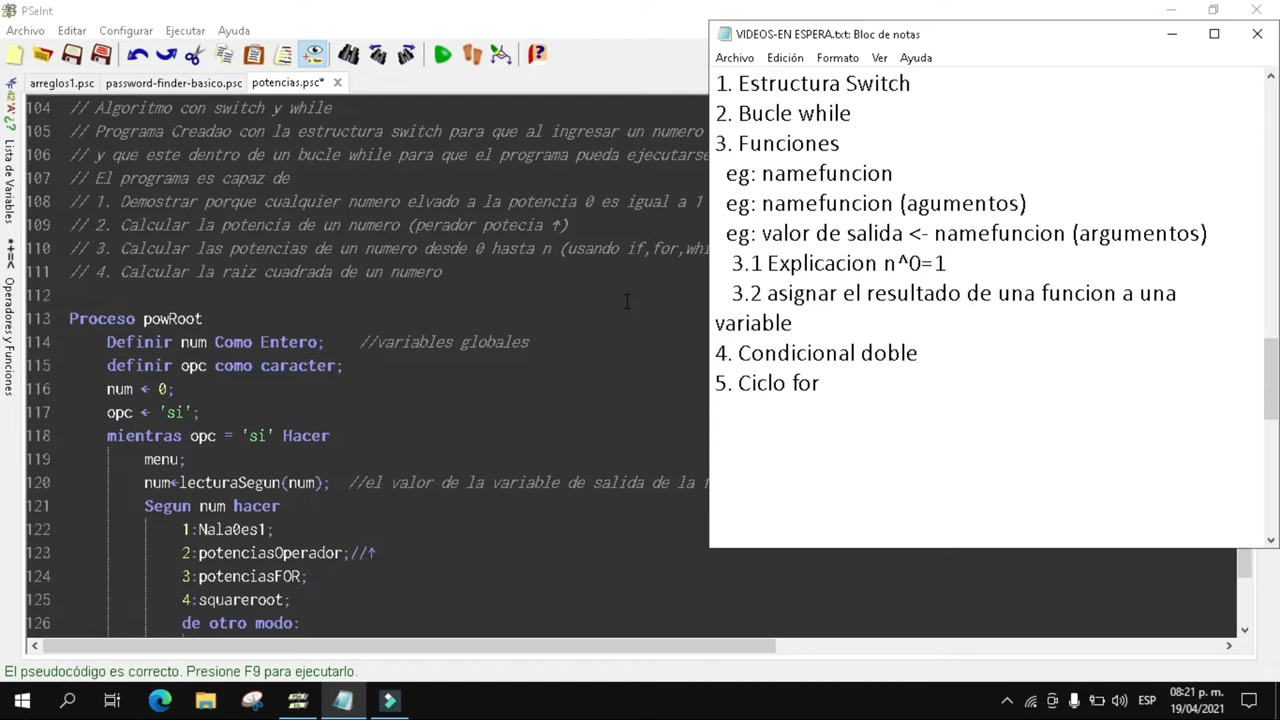 PSeInt
Archivo Editar Configurar Ejecutar Ayuda
arreglos1.psc password-finder-basico.psc potencias.psc*
Lista de Variables
Operadores y Funciones
104 // Algoritmo con switch y while
105 // Programa Creadao con la estructura switch para que al ingresar un numero
106 // y que este dentro de un bucle while para que el programa pueda ejecutarse
107 // El programa es capaz de
108 // 1. Demostrar porque cualquier numero elvado a la potencia 0 es igual a 1
109 // 2. Calcular la potencia de un numero (perador potecia ↑)
110 // 3. Calcular las potencias de un numero desde 0 hasta n (usando if,for,whi
111 // 4. Calcular la raiz cuadrada de un numero
112
113 Proceso powRoot
114 Definir num Como Entero; //variables globales
115 definir opc como caracter;
116 num ← 0;
117 opc ← 'si';
118 mientras opc = 'si' Hacer
119 menu;
120 num←lecturaSegun(num); //el valor de la variable de salida de la f
121 Segun num hacer
122 1:Nala0es1;
123 2:potenciasOperador;//↑
124 3:potenciasFOR;
125 4:squareroot;
126 de otro modo:
El pseudocódigo es correcto. Presione F9 para ejecutarlo.
VIDEOS-EN ESPERA.txt: Bloc de notas
Archivo Edición Formato Ver Ayuda
1. Estructura Switch
2. Bucle while
3. Funciones
eg: namefuncion
eg: namefuncion (agumentos)
eg: valor de salida <- namefuncion (argumentos)
3.1 Explicacion n^0=1
3.2 asignar el resultado de una funcion a una
variable
4. Condicional doble
5. Ciclo for
ESP
08:21 p. m.
19/04/2021